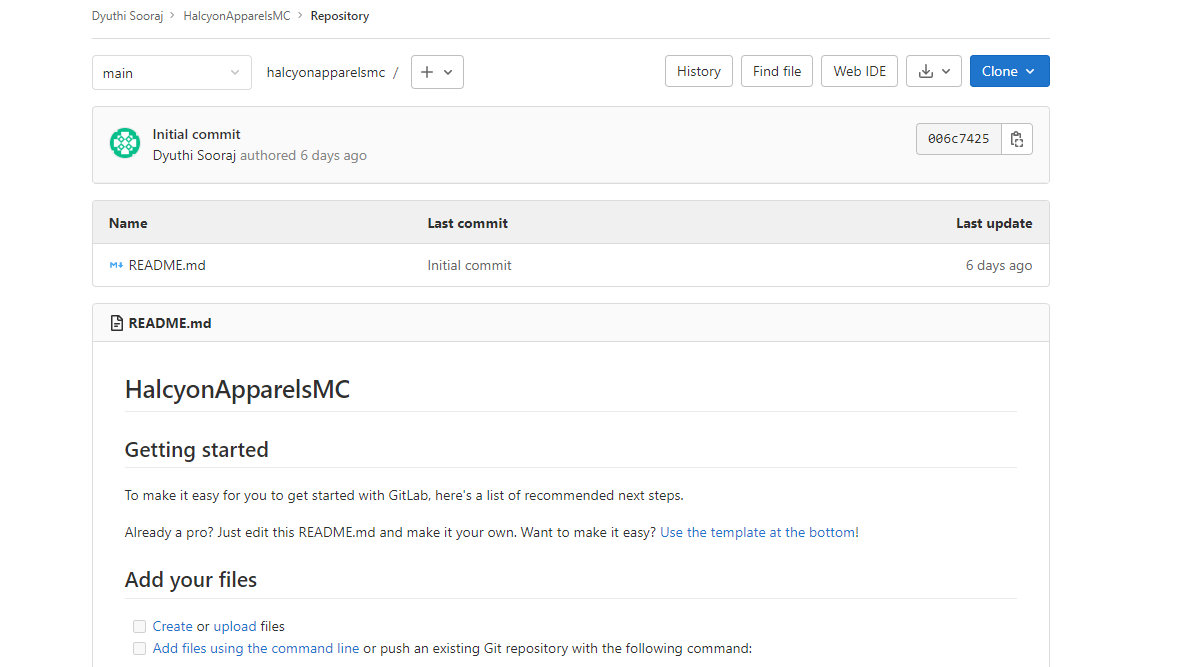 Dyuthi Sooraj > HalcyonApparelsMC > Repository
main halcyonapparelsmc / + History Find file Web IDE Clone
Initial commit
Dyuthi Sooraj authored 6 days ago
006c7425
Name Last commit Last update
M↓ README.md Initial commit 6 days ago
README.md
HalcyonApparelsMC
Getting started
To make it easy for you to get started with GitLab, here's a list of recommended next steps.
Already a pro? Just edit this README.md and make it your own. Want to make it easy? Use the template at the bottom!
Add your files
Create or upload files
Add files using the command line or push an existing Git repository with the following command: